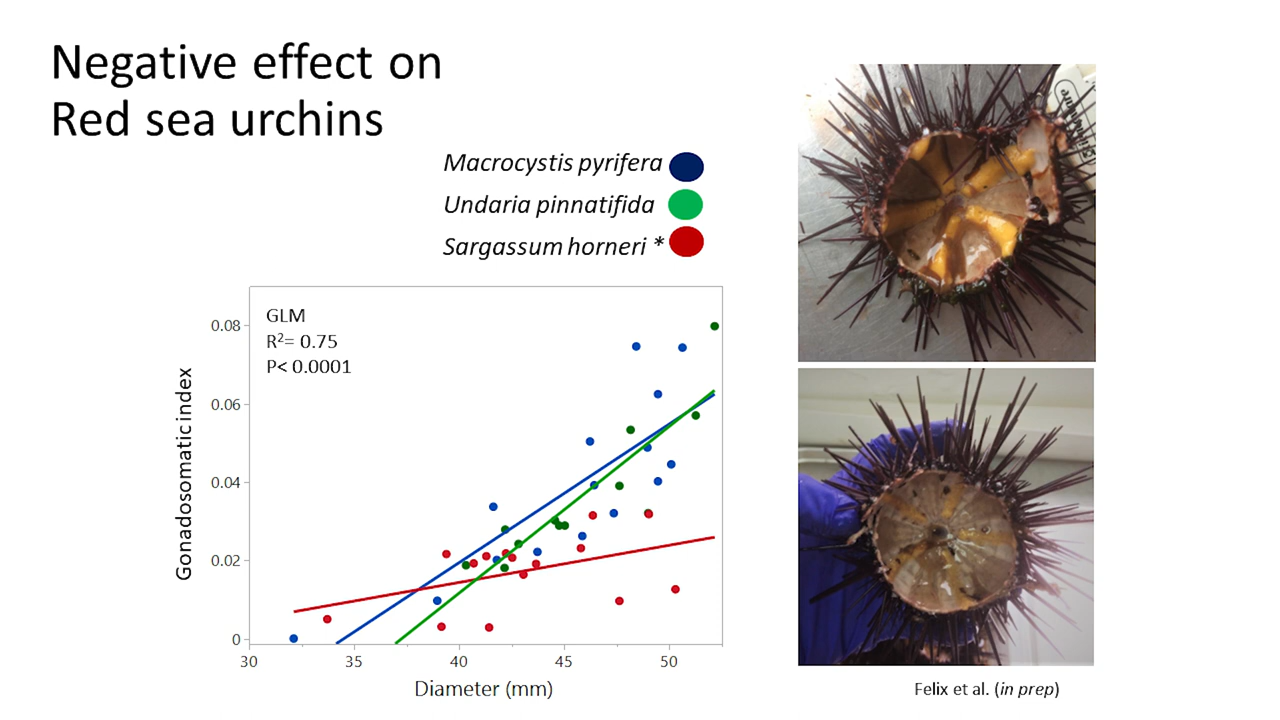 Negative effect on
Red sea urchins
Macrocystis pyrifera
Undaria pinnatifida
Sargassum horneri *
GLM
R²= 0.75
P< 0.0001
Gonadosomatic index
0.08
0.06
0.04
0.02
0
30 35 40 45 50
Diameter (mm)
Felix et al. (in prep)